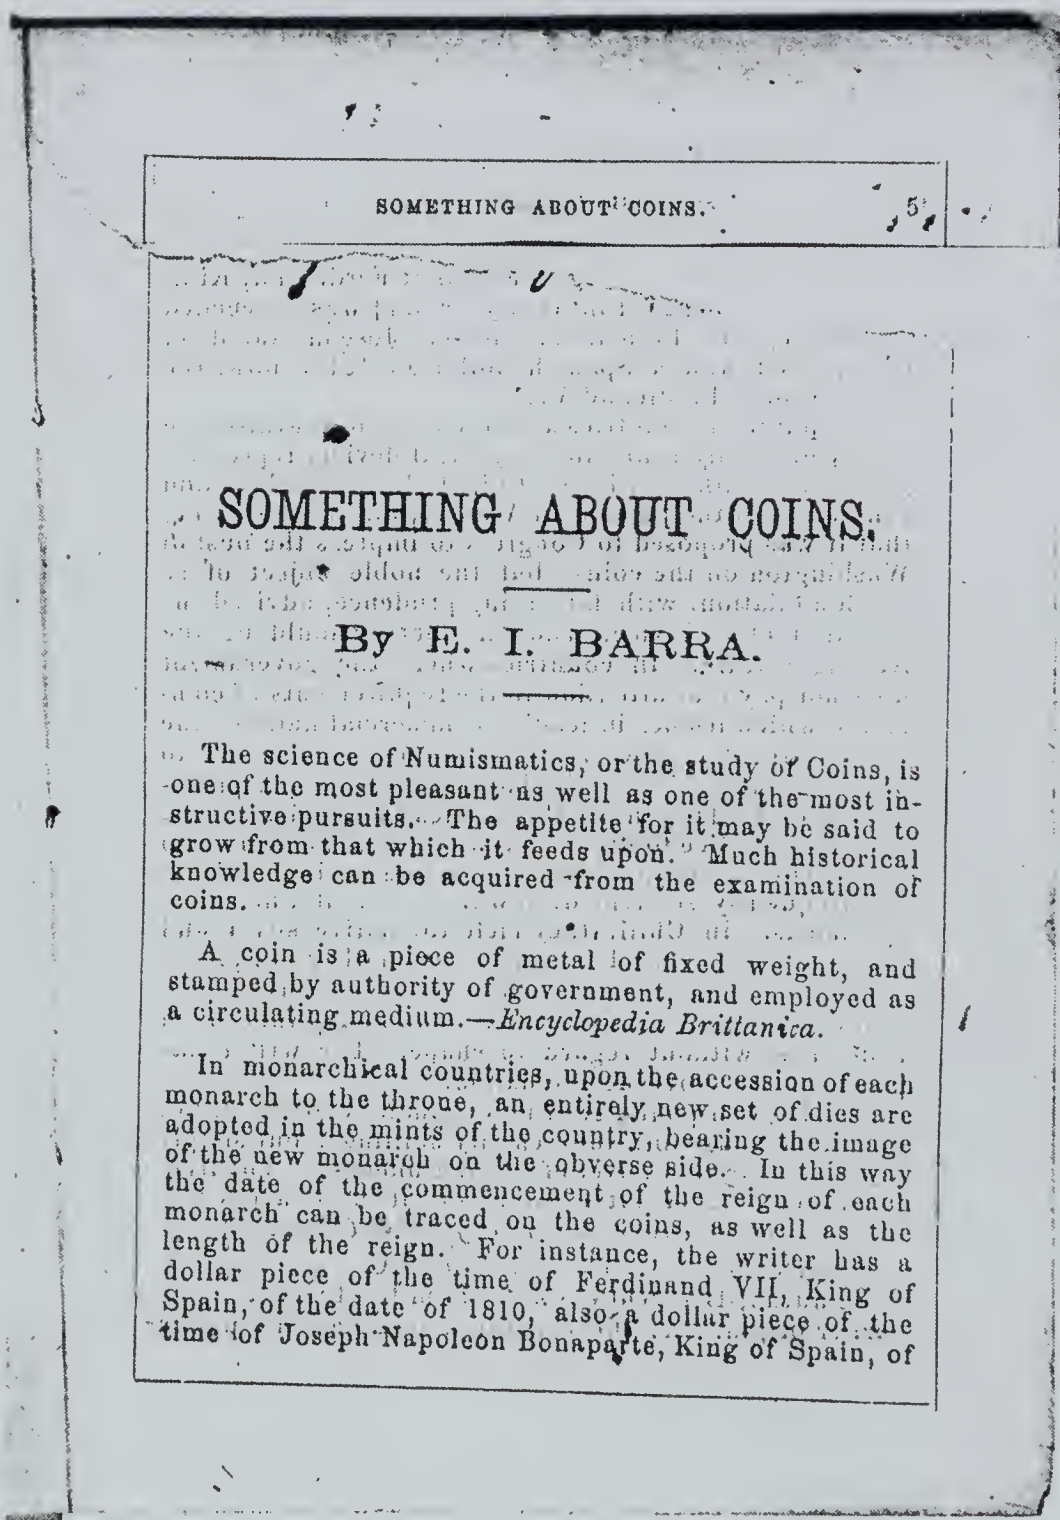 SOMETHING ABOUT COINS. 5
SOMETHING ABOUT COINS.
By E. I. BARRA.
The science of Numismatics, or the study of Coins, is
one of the most pleasant as well as one of the most in-
structive pursuits. The appetite for it may be said to
grow from that which it feeds upon. Much historical
knowledge can be acquired from the examination of
coins.
A coin is a piece of metal of fixed weight, and
stamped by authority of government, and employed as
a circulating medium.—Encyclopedia Brittanica.
In monarchical countries, upon the accession of each
monarch to the throne, an entirely new set of dies are
adopted in the mints of the country, bearing the image
of the new monarch on the obverse side. In this way
the date of the commencement of the reign of each
monarch can be traced on the coins, as well as the
length of the reign. For instance, the writer has a
dollar piece of the time of Ferdinand VII, King of
Spain, of the date of 1810, also a dollar piece of the
time of Joseph Napoleon Bonaparte, King of Spain, of